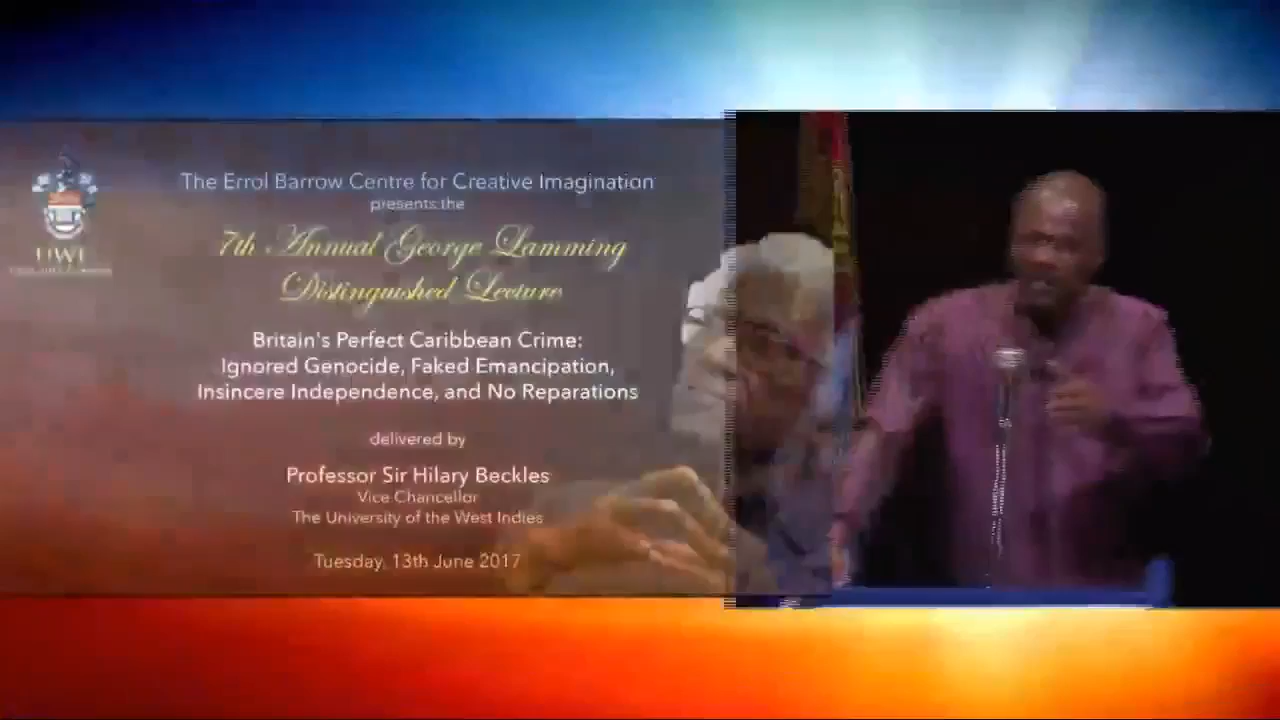 UWI
The Errol Barrow Centre for Creative Imagination
presents the
7th Annual George Lamming
Distinguished Lecture
Britain's Perfect Caribbean Crime:
Ignored Genocide, Faked Emancipation,
Insincere Independence, and No Reparations
delivered by
Professor Sir Hilary Beckles
Vice Chancellor
The University of the West Indies
Tuesday, 13th June 2017